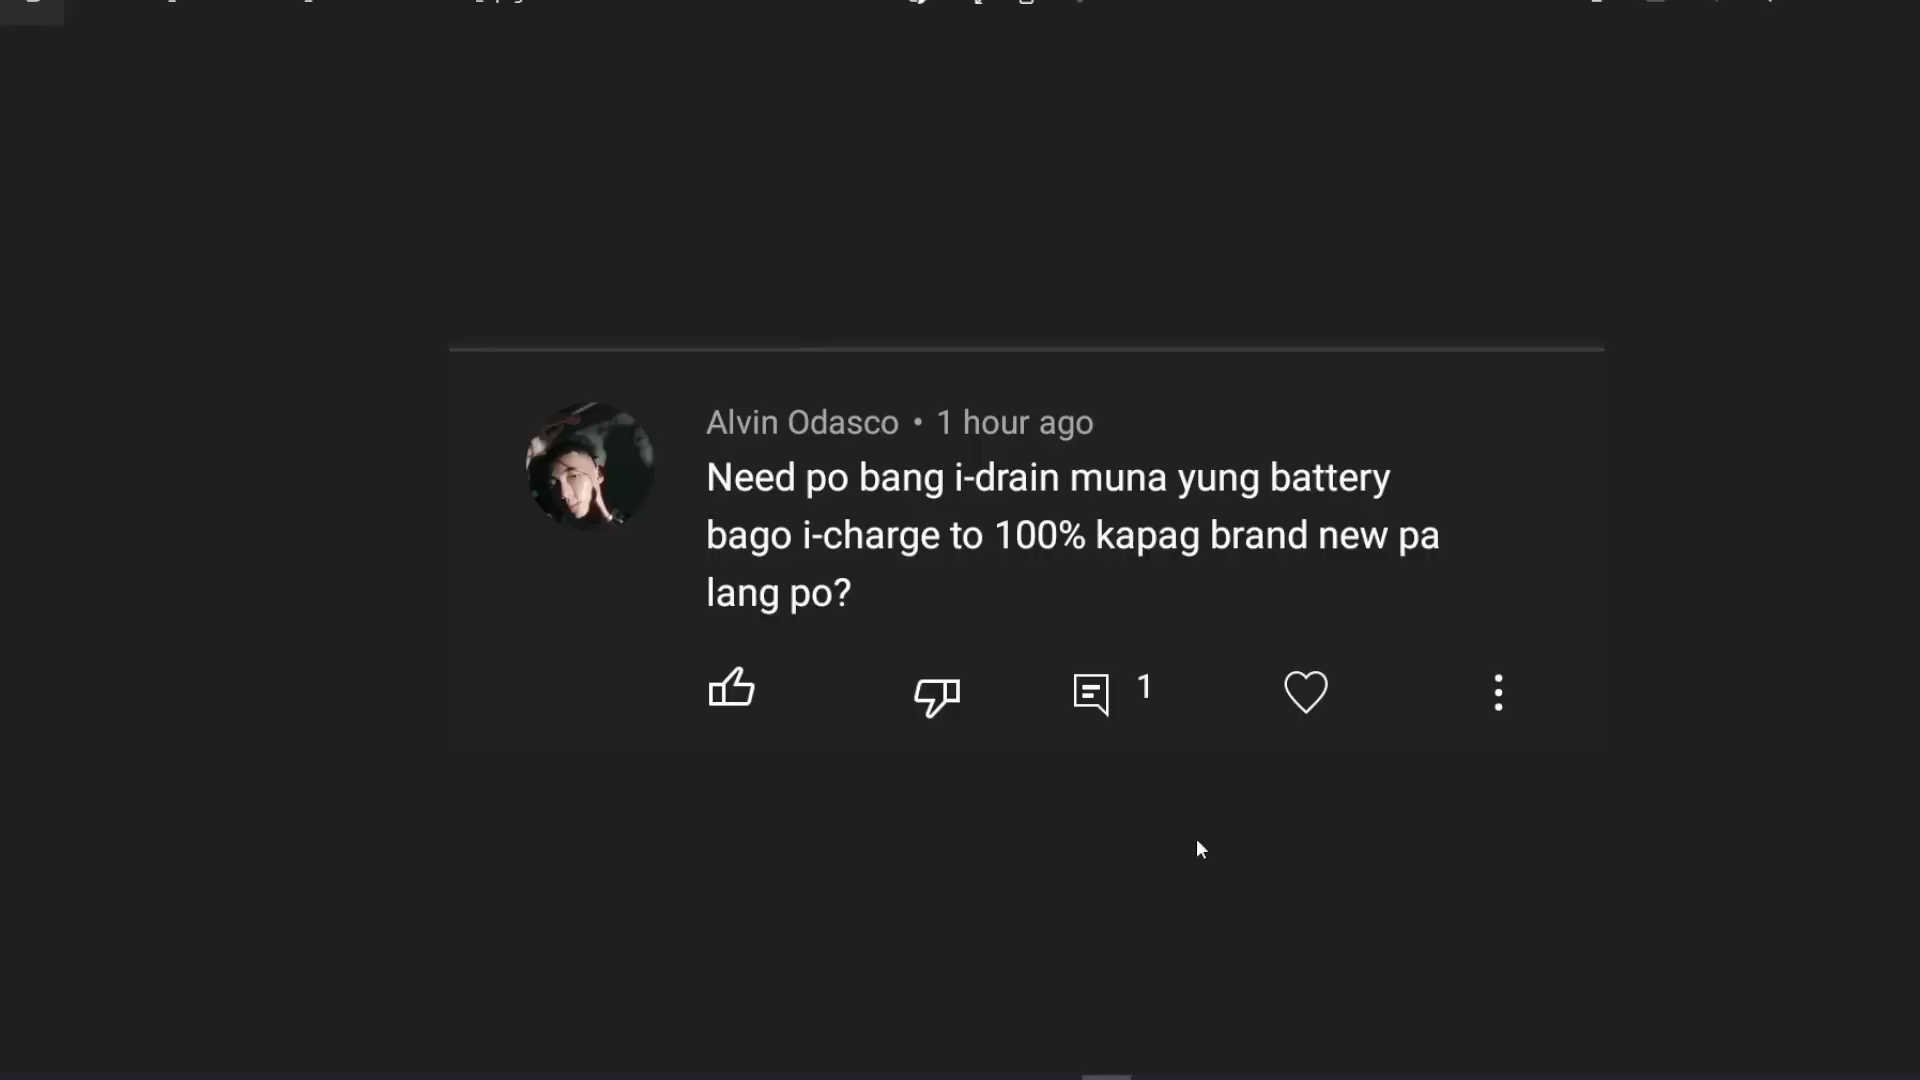 Alvin Odasco • 1 hour ago
Need po bang i-drain muna yung battery
bago i-charge to 100% kapag brand new pa
lang po?
1